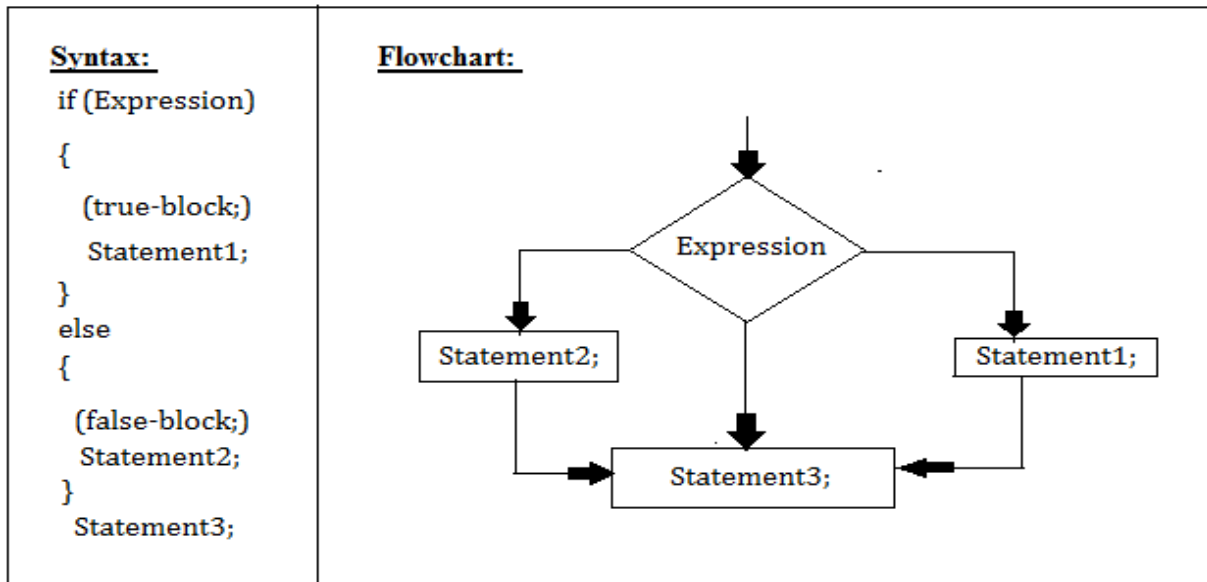 Syntax:
if (Expression)
{
(true-block;)
Statement1;
}
else
{
(false-block;)
Statement2;
}
Statement3;
Flowchart:
Expression
Statement2;
Statement1;
Statement3;